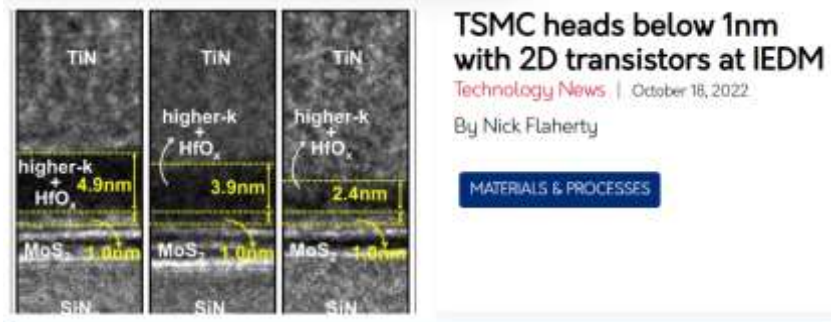 TiN
higher-k
+
HfOx
4.9nm
MoS2
1.0nm
SiN
TiN
higher-k
+
HfOx
3.9nm
MoS2
1.0nm
SiN
TiN
higher-k
+
HfOx
2.4nm
MoS2
1.0nm
SiN
TSMC heads below 1nm
with 2D transistors at IEDM
Technology News | October 18, 2022
By Nick Flaherty
MATERIALS & PROCESSES